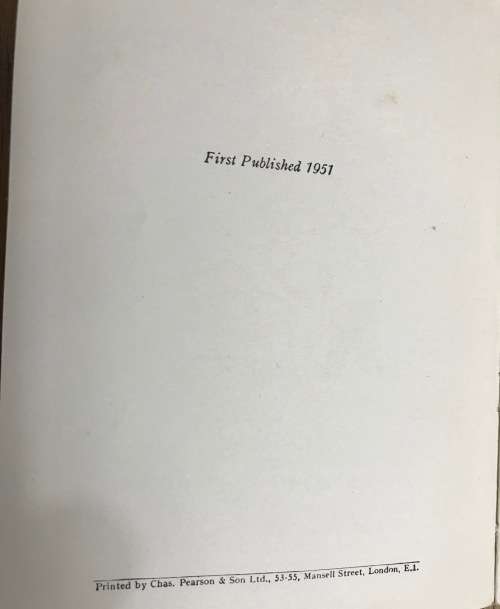 First Published 1951
Printed by Chas. Pearson & Son Ltd., 53-55, Mansell Street, London, E.1.